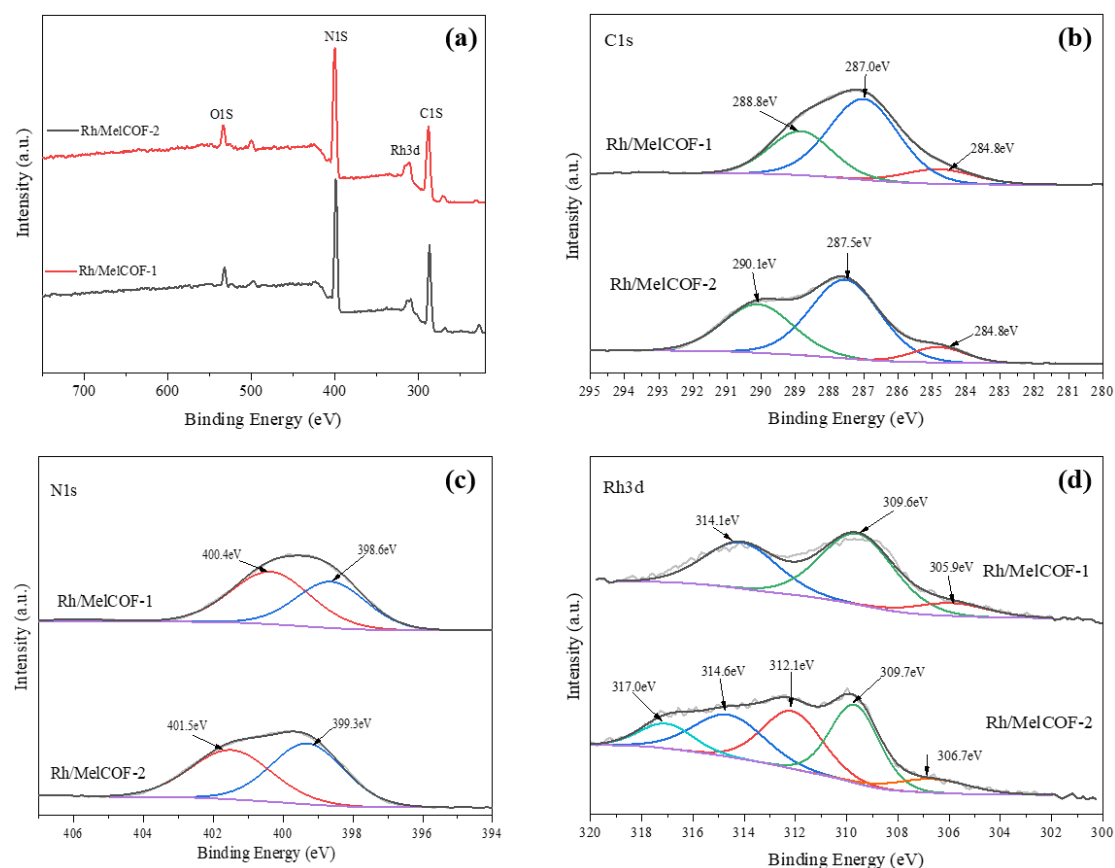 (a)
N1S
O1S
C1S
Rh/MelCOF-2
Rh3d
Rh/MelCOF-1
Intensity (a.u.)
700 600 500 400 300
Binding Energy (eV)
(b)
C1s
287.0eV
288.8eV
Rh/MelCOF-1
284.8eV
287.5eV
290.1eV
Rh/MelCOF-2
284.8eV
Intensity (a.u.)
295 294 293 292 291 290 289 288 287 286 285 284 283 282 281 280
Binding Energy (eV)
(c)
N1s
400.4eV
398.6eV
Rh/MelCOF-1
401.5eV
399.3eV
Rh/MelCOF-2
Intensity (a.u.)
406 404 402 400 398 396 394
Binding Energy (eV)
(d)
Rh3d
309.6eV
314.1eV
305.9eV
Rh/MelCOF-1
317.0eV
314.6eV
312.1eV
309.7eV
Rh/MelCOF-2
306.7eV
Intensity (a.u.)
320 318 316 314 312 310 308 306 304 302 300
Binding Energy (eV)